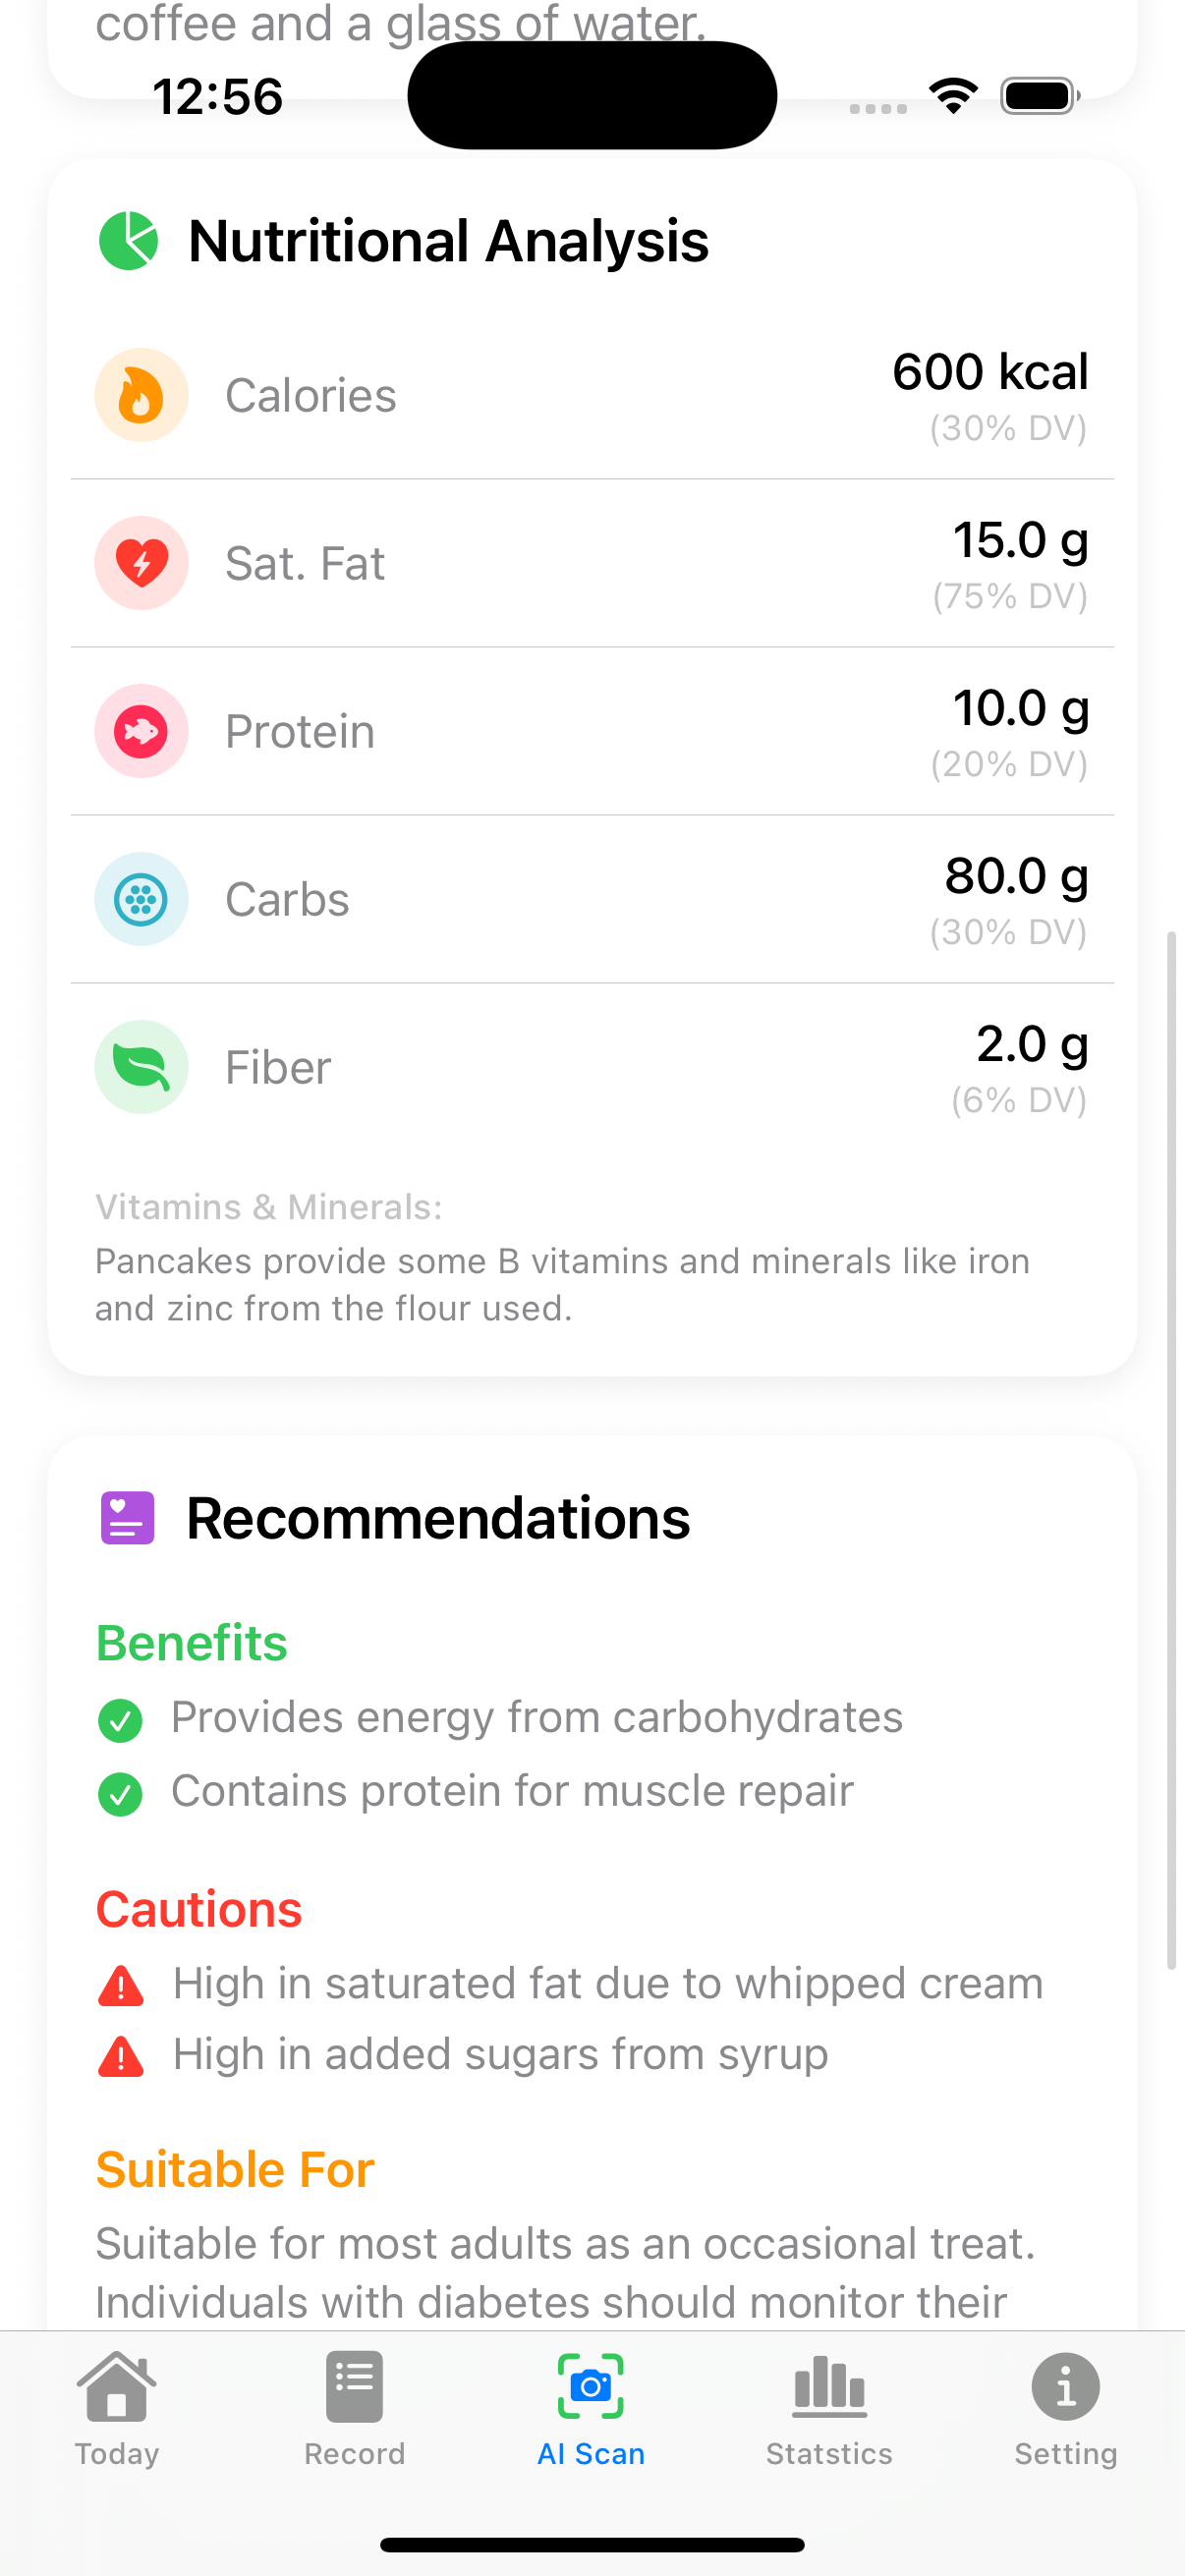 coffee and a glass of water.
12:56
Nutritional Analysis
Calories
600 kcal
(30% DV)
Sat. Fat
15.0 g
(75% DV)
Protein
10.0 g
(20% DV)
Carbs
80.0 g
(30% DV)
Fiber
2.0 g
(6% DV)
Vitamins & Minerals:
Pancakes provide some B vitamins and minerals like iron
and zinc from the flour used.
Recommendations
Benefits
Provides energy from carbohydrates
Contains protein for muscle repair
Cautions
High in saturated fat due to whipped cream
High in added sugars from syrup
Suitable For
Suitable for most adults as an occasional treat.
Individuals with diabetes should monitor their
Today
Record
AI Scan
Statstics
Setting